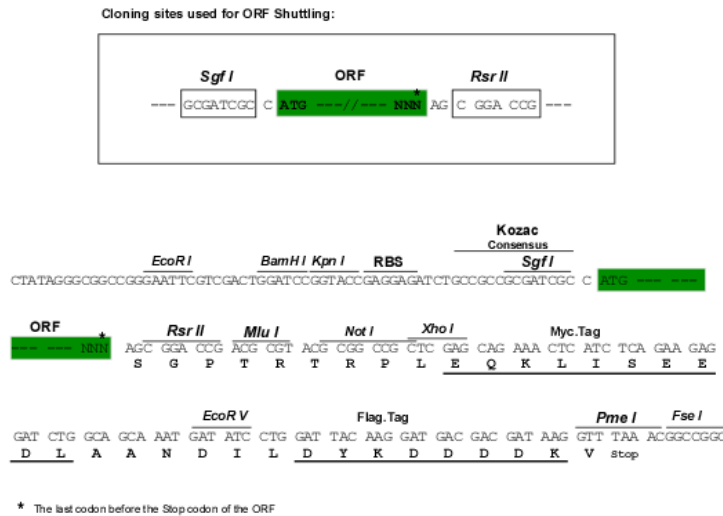 Cloning sites used for ORF Shuttling:
Sgf I ORF Rsr II
*
--- GCGATCGC C ATG ---//--- NNN AG C GGA CCG ---
Kozac
Consensus
EcoR I BamH I Kpn I RBS Sgf I
CTATAGGGCGGCCGGGAATTCGTCGACTGGATCCGGTACCGAGGAGATCTGCCGCCGCGATCGC C ATG --- ---
ORF * Rsr II Mlu I Not I Xho I Myc.Tag
--- --- NNN AGC GGA CCG ACG CGT ACG CGG CCG CTC GAG CAG AAA CTC ATC TCA GAA GAG
S G P T R T R P L E Q K L I S E E
EcoR V Flag.Tag Pme I Fse I
GAT CTG GCA GCA AAT GAT ATC CTG GAT TAC AAG GAT GAC GAC GAT AAG GTT TAA ACGGCCGGC
D L A A N D I L D Y K D D D D K V Stop
* The last codon before the Stop codon of the ORF